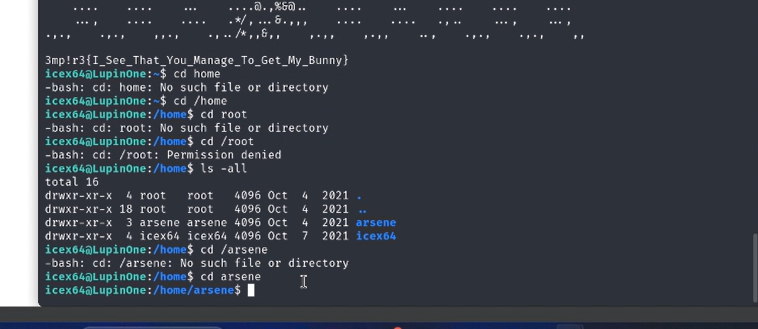 3mp!r3{I_See_That_You_Manage_To_Get_My_Bunny}
icex64@LupinOne:~$ cd home
-bash: cd: home: No such file or directory
icex64@LupinOne:~$ cd /home
icex64@LupinOne:/home$ cd root
-bash: cd: root: No such file or directory
icex64@LupinOne:/home$ cd /root
-bash: cd: /root: Permission denied
icex64@LupinOne:/home$ ls -all
total 16
drwxr-xr-x  4 root   root   4096 Oct  4  2021 .
drwxr-xr-x 18 root   root   4096 Oct  4  2021 ..
drwxr-xr-x  3 arsene arsene 4096 Oct  4  2021 arsene
drwxr-xr-x  4 icex64 icex64 4096 Oct  7  2021 icex64
icex64@LupinOne:/home$ cd /arsene
-bash: cd: /arsene: No such file or directory
icex64@LupinOne:/home$ cd arsene
icex64@LupinOne:/home/arsene$